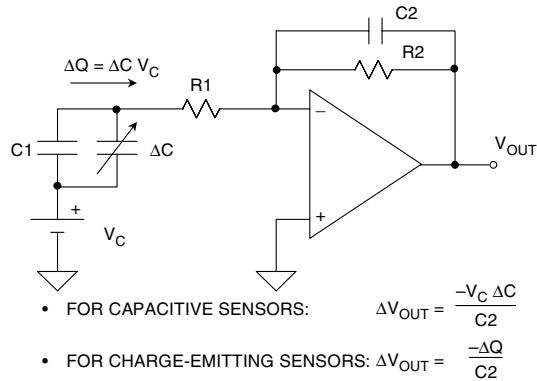 C2
ΔQ = ΔC V_C
R2
R1
–
C1
ΔC
V_OUT
+
+
V_C
• FOR CAPACITIVE SENSORS: ΔV_OUT = –V_C ΔC / C2
• FOR CHARGE-EMITTING SENSORS: ΔV_OUT = –ΔQ / C2